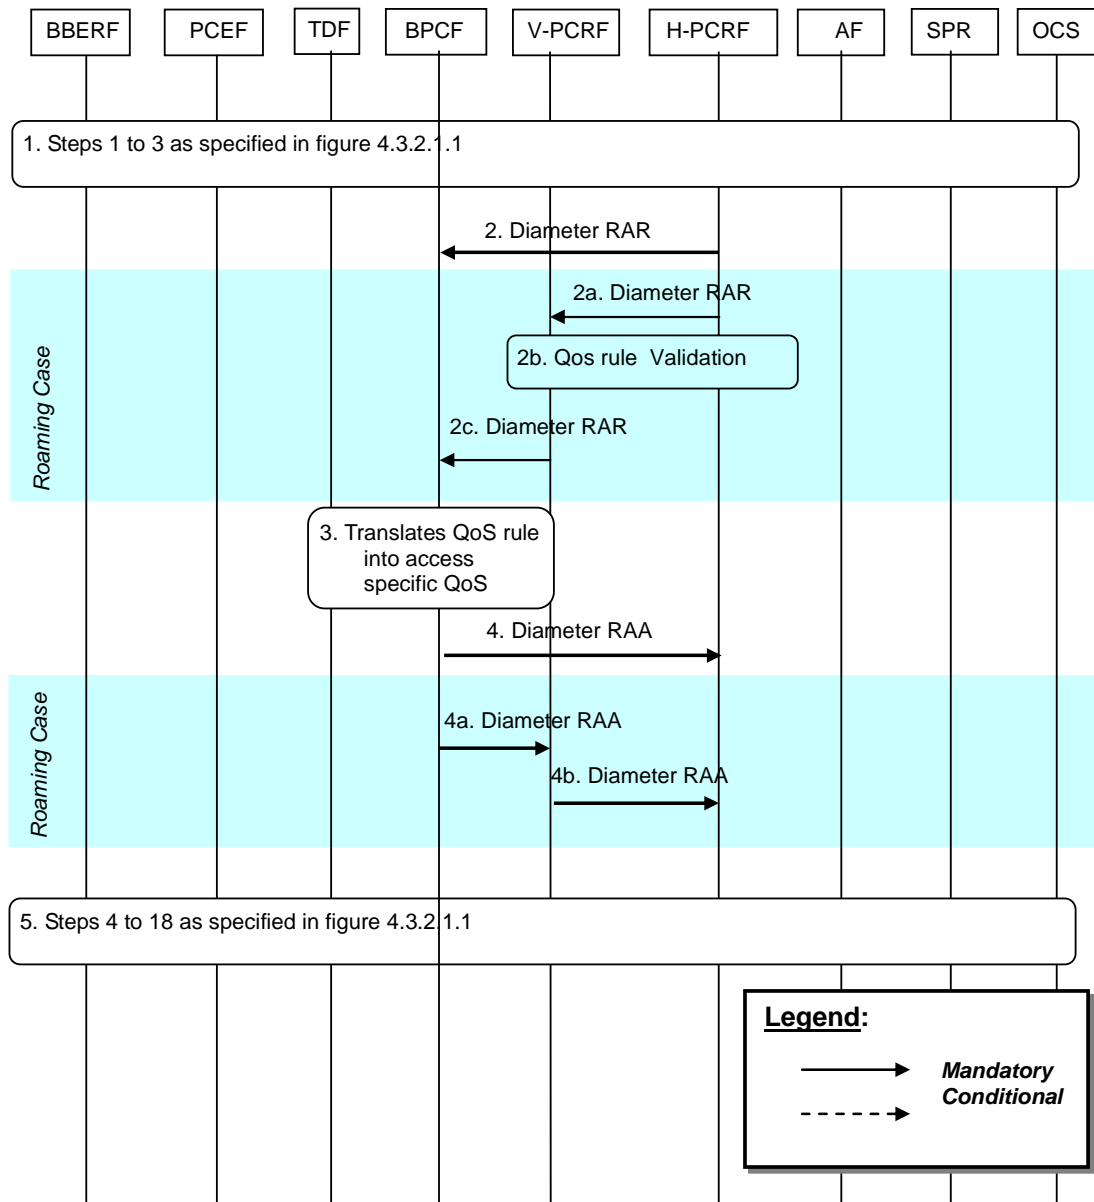 BBERF PCEF TDF BPCF V-PCRF H-PCRF AF SPR OCS
1. Steps 1 to 3 as specified in figure 4.3.2.1.1
2. Diameter RAR
2a. Diameter RAR
2b. Qos rule Validation
Roaming Case
2c. Diameter RAR
3. Translates QoS rule
into access
specific QoS
4. Diameter RAA
Roaming Case
4a. Diameter RAA
4b. Diameter RAA
5. Steps 4 to 18 as specified in figure 4.3.2.1.1
Legend:
Mandatory
Conditional